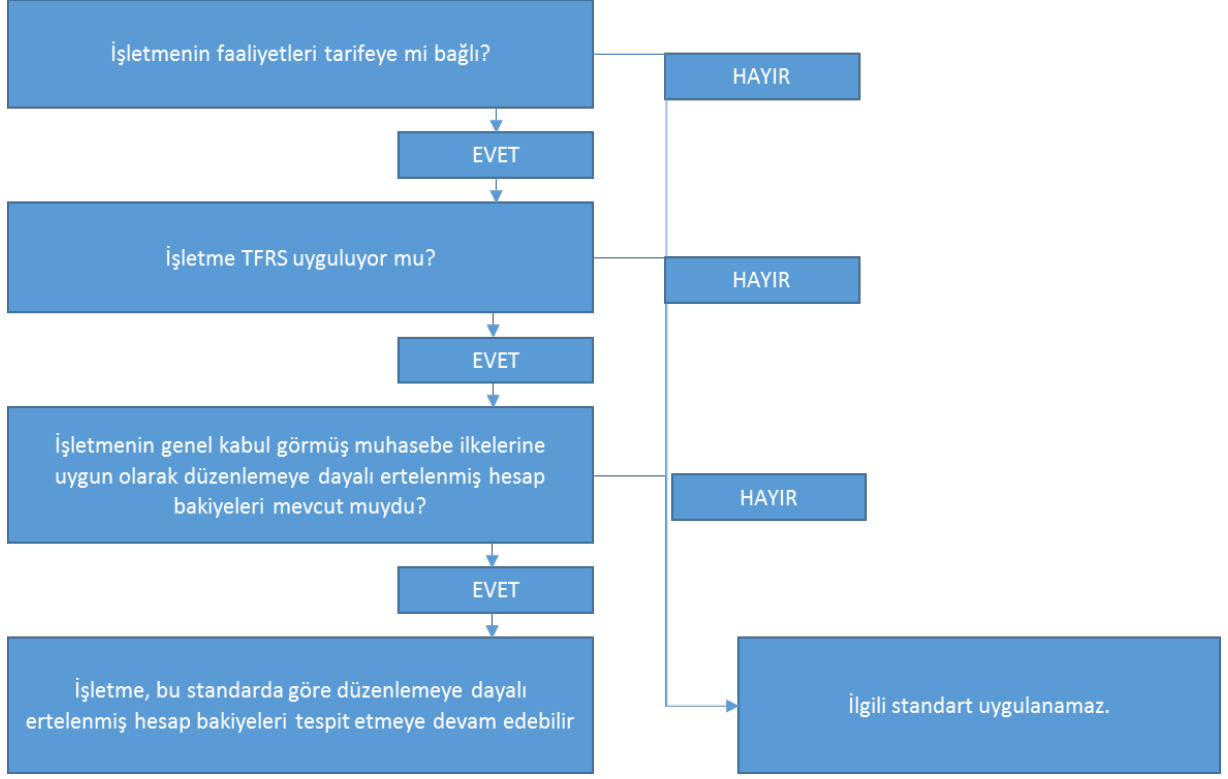 İşletmenin faaliyetleri tarifeye mi bağlı?
HAYIR
EVET
İşletme TFRS uyguluyor mu?
HAYIR
EVET
İşletmenin genel kabul görmüş muhasebe ilkelerine
uygun olarak düzenlemeye dayalı ertelenmiş hesap
bakiyeleri mevcut muydu?
HAYIR
EVET
İşletme, bu standarda göre düzenlemeye dayalı
ertelenmiş hesap bakiyeleri tespit etmeye devam edebilir
İlgili standart uygulanamaz.